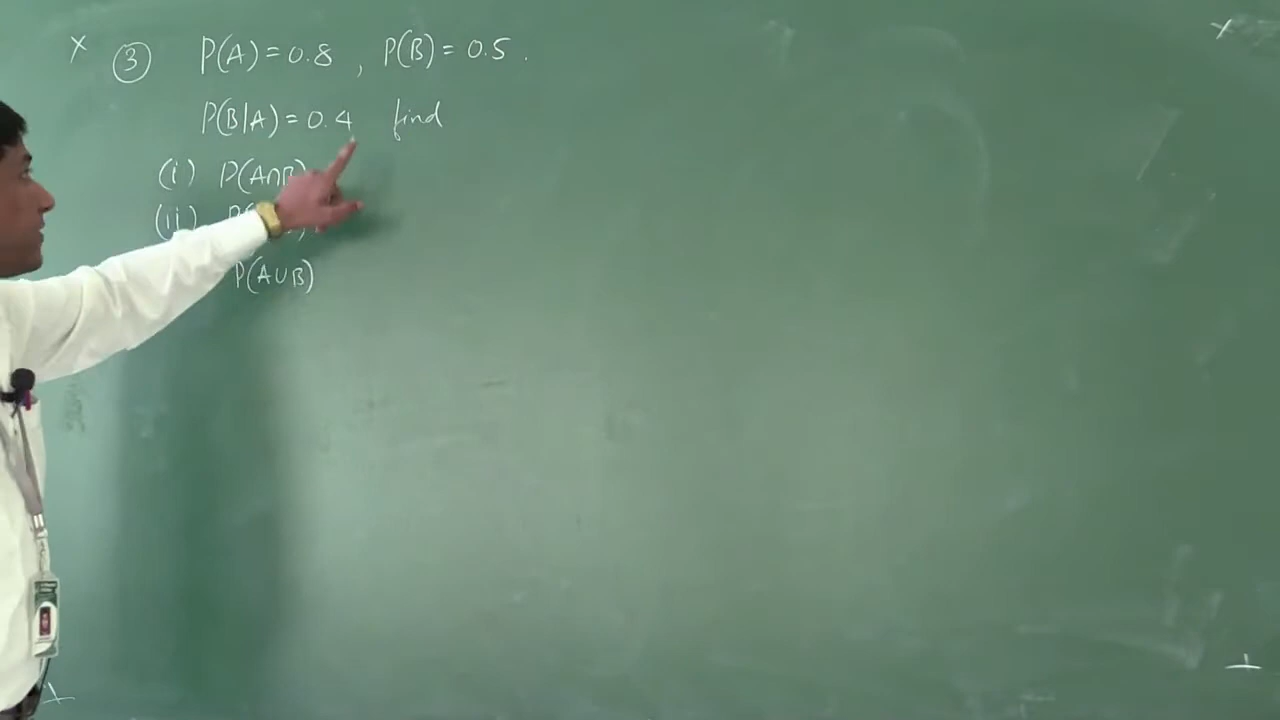 ③ P(A) = 0.8 , P(B) = 0.5 .
P(B|A) = 0.4 find
(i) P(A∩B)
(ii) P(
P(A∪B)